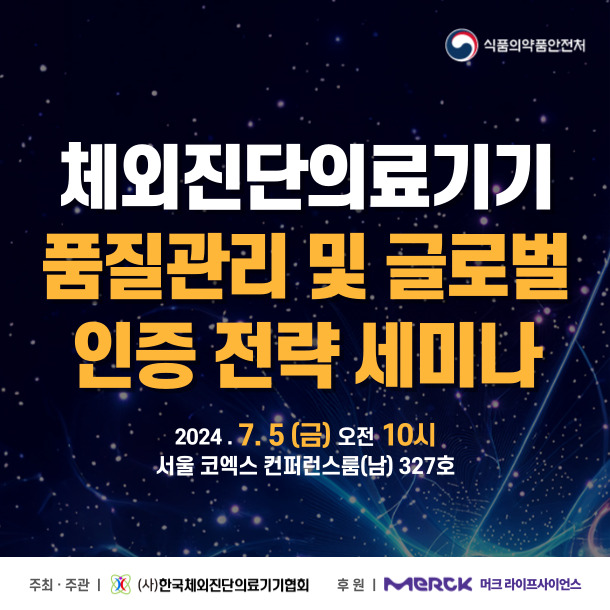 식품의약품안전처
체외진단의료기기
품질관리 및 글로벌
인증 전략 세미나
2024 . 7. 5 (금) 오전 10시
서울 코엑스 컨퍼런스룸(남) 327호
주최 · 주관 | (사)한국체외진단의료기기협회 후 원 | MERCK 머크 라이프사이언스